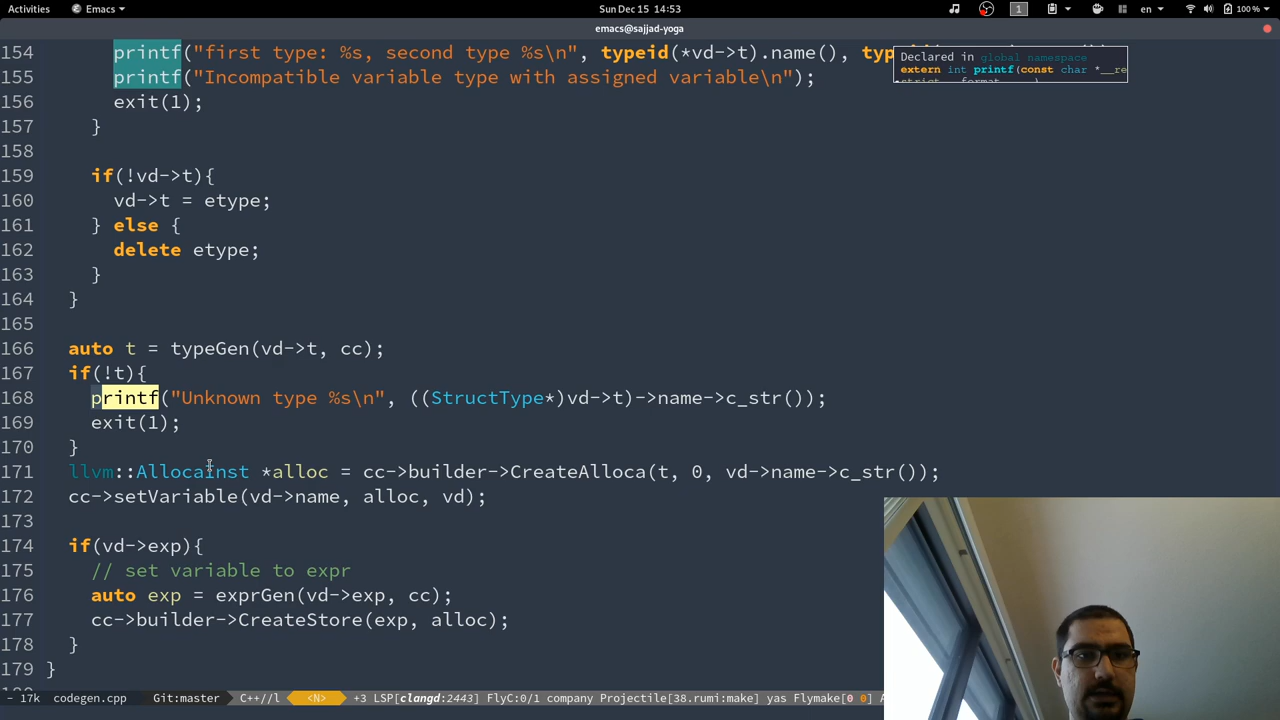 Activities Emacs Sun Dec 15 14:53 1 en 100 %
emacs@sajjad-yoga
154 printf("first type: %s, second type %s\n", typeid(*vd->t).name(),
155 printf("Incompatible variable type with assigned variable\n");
156 exit(1);
157 }
158
159 if(!vd->t){
160 vd->t = etype;
161 } else {
162 delete etype;
163 }
164 }
165
166 auto t = typeGen(vd->t, cc);
167 if(!t){
168 printf("Unknown type %s\n", ((StructType*)vd->t)->name->c_str());
169 exit(1);
170 }
171 llvm::AllocaInst *alloc = cc->builder->CreateAlloca(t, 0, vd->name->c_str());
172 cc->setVariable(vd->name, alloc, vd);
173
174 if(vd->exp){
175 // set variable to expr
176 auto exp = exprGen(vd->exp, cc);
177 cc->builder->CreateStore(exp, alloc);
178 }
179 }
Declared in global namespace
extern int printf(const char *__re
- 17k codegen.cpp Git:master C++//l <N> +3 LSP[clangd:2443] FlyC:0/1 company Projectile[38.rumi:make] yas Flymake[0 0]